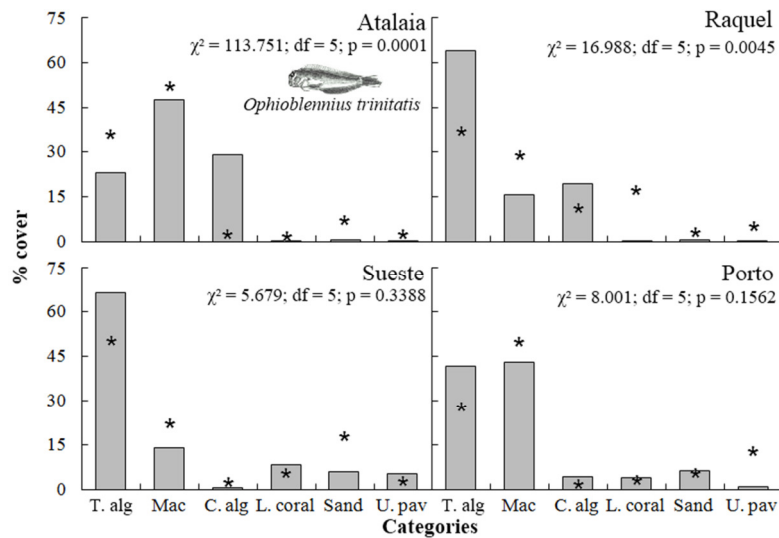 75
60
45
30
15
0
Atalaia
χ² = 113.751; df = 5; p = 0.0001
Ophioblennius trinitatis
*
*
*
*
*
*
Raquel
χ² = 16.988; df = 5; p = 0.0045
*
*
*
*
*
*
% cover
75
60
45
30
15
0
Sueste
χ² = 5.679; df = 5; p = 0.3388
*
*
*
*
*
*
T. alg Mac C. alg L. coral Sand U. pav
Porto
χ² = 8.001; df = 5; p = 0.1562
*
*
*
*
*
*
T. alg Mac C. alg L. coral Sand U. pav
Categories